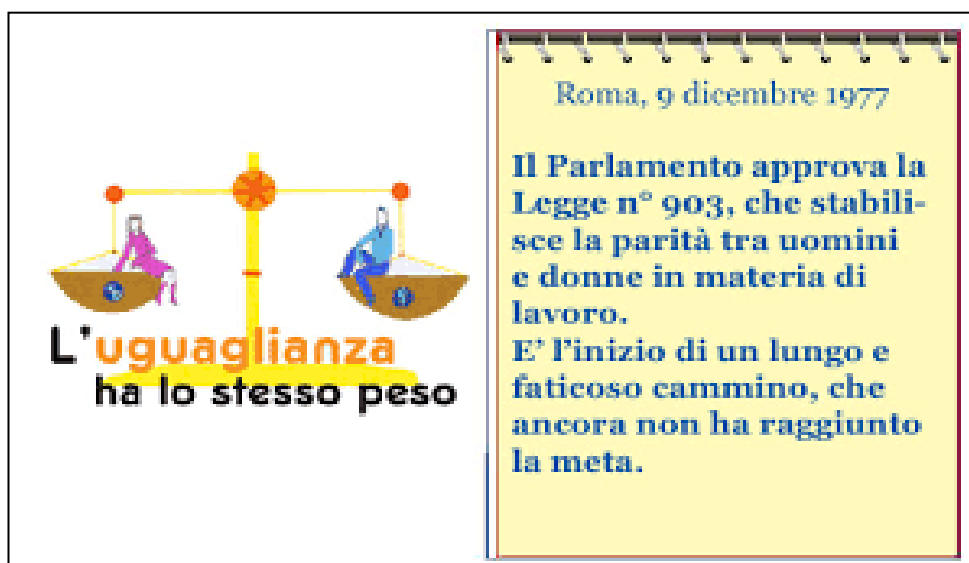 L'uguaglianza
ha lo stesso peso
Roma, 9 dicembre 1977
Il Parlamento approva la
Legge n° 903, che stabili-
sce la parità tra uomini
e donne in materia di
lavoro.
E' l'inizio di un lungo e
faticoso cammino, che
ancora non ha raggiunto
la meta.